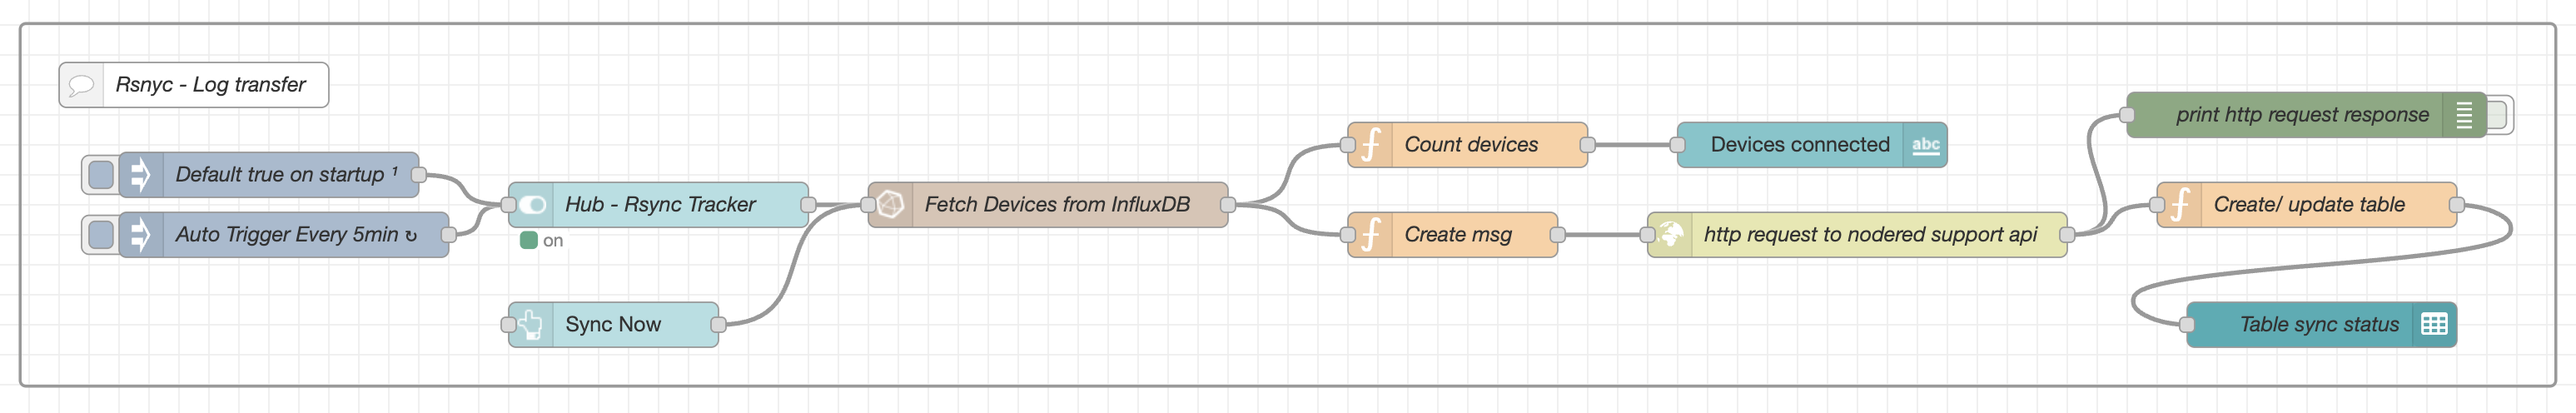 Rsnyc - Log transfer
Default true on startup ¹
Auto Trigger Every 5min ↻
Hub - Rsync Tracker
on
Sync Now
Fetch Devices from InfluxDB
Count devices
Devices connected
abc
Create msg
http request to nodered support api
print http request response
Create/ update table
Table sync status